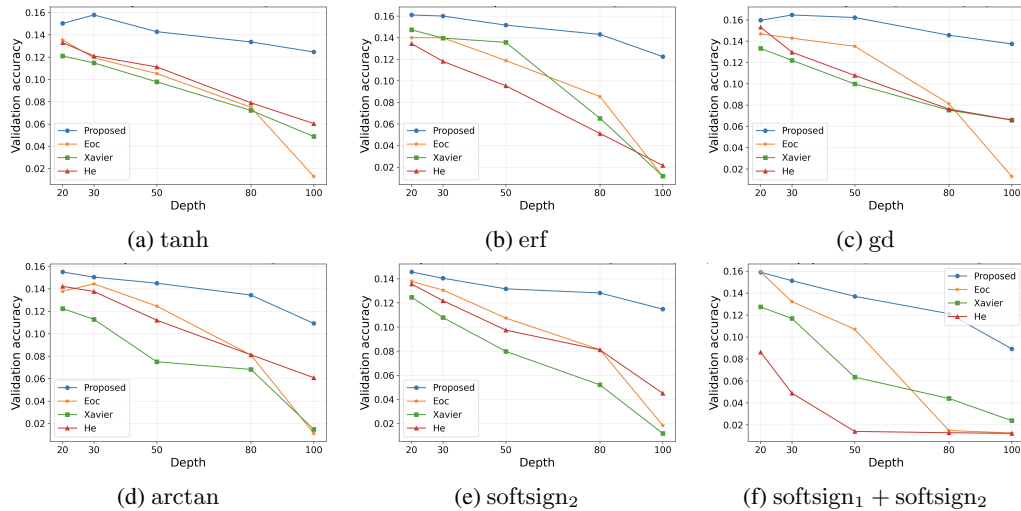 0.16
0.14
0.12
0.10
0.08
0.06
0.04
0.02
Validation accuracy
Proposed
Eoc
Xavier
He
20 30 50 80 100
Depth
(a) tanh
0.16
0.14
0.12
0.10
0.08
0.06
0.04
0.02
Validation accuracy
Proposed
Eoc
Xavier
He
20 30 50 80 100
Depth
(b) erf
0.16
0.14
0.12
0.10
0.08
0.06
0.04
0.02
Validation accuracy
Proposed
Eoc
Xavier
He
20 30 50 80 100
Depth
(c) gd
0.16
0.14
0.12
0.10
0.08
0.06
0.04
0.02
Validation accuracy
Proposed
Eoc
Xavier
He
20 30 50 80 100
Depth
(d) arctan
0.14
0.12
0.10
0.08
0.06
0.04
0.02
Validation accuracy
Proposed
Eoc
Xavier
He
20 30 50 80 100
Depth
(e) softsign₂
0.16
0.14
0.12
0.10
0.08
0.06
0.04
0.02
Validation accuracy
Proposed
Eoc
Xavier
He
20 30 50 80 100
Depth
(f) softsign₁ + softsign₂